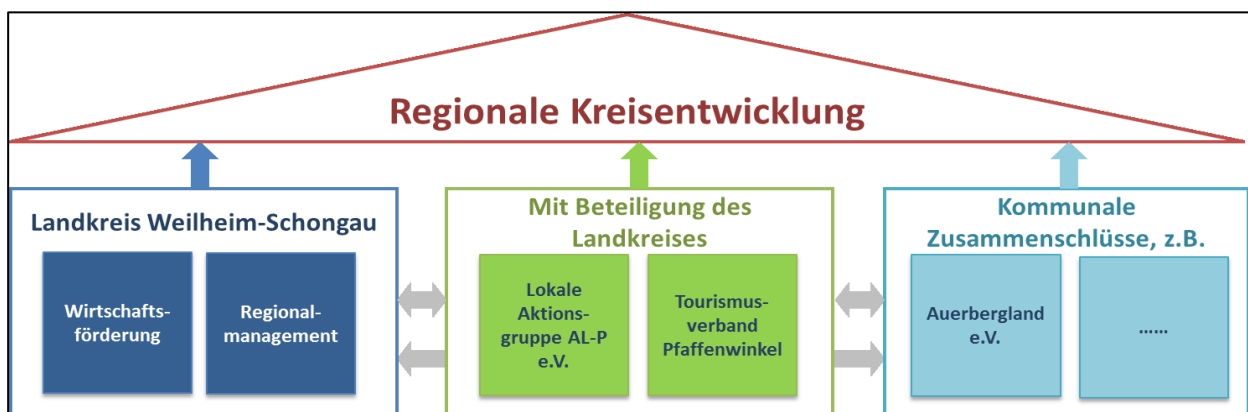 Regionale Kreisentwicklung
Landkreis Weilheim-Schongau
Wirtschafts-
förderung
Regional-
management
Mit Beteiligung des
Landkreises
Lokale
Aktions-
gruppe AL-P
e.V.
Tourismus-
verband
Pfaffenwinkel
Kommunale
Zusammenschlüsse, z.B.
Auerbergland
e.V.
……